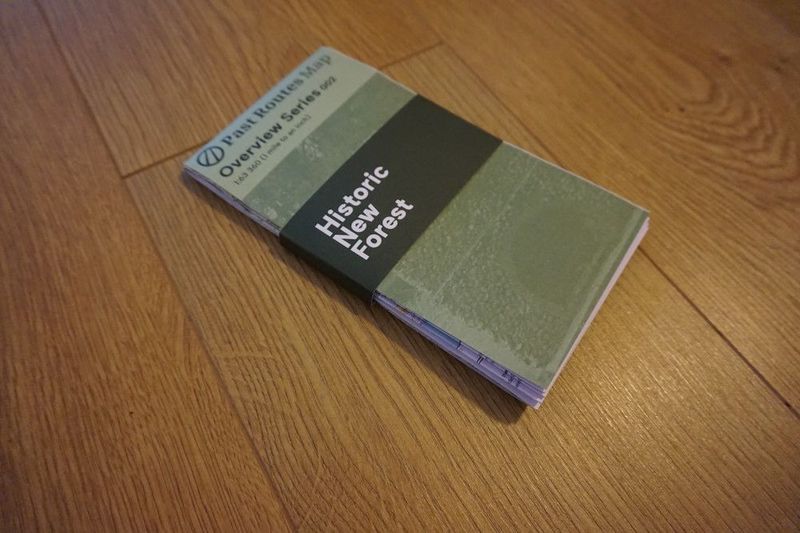 Past Routes Map
Overview Series 002
1:63 360 (1 mile to an inch)
Historic
New
Forest